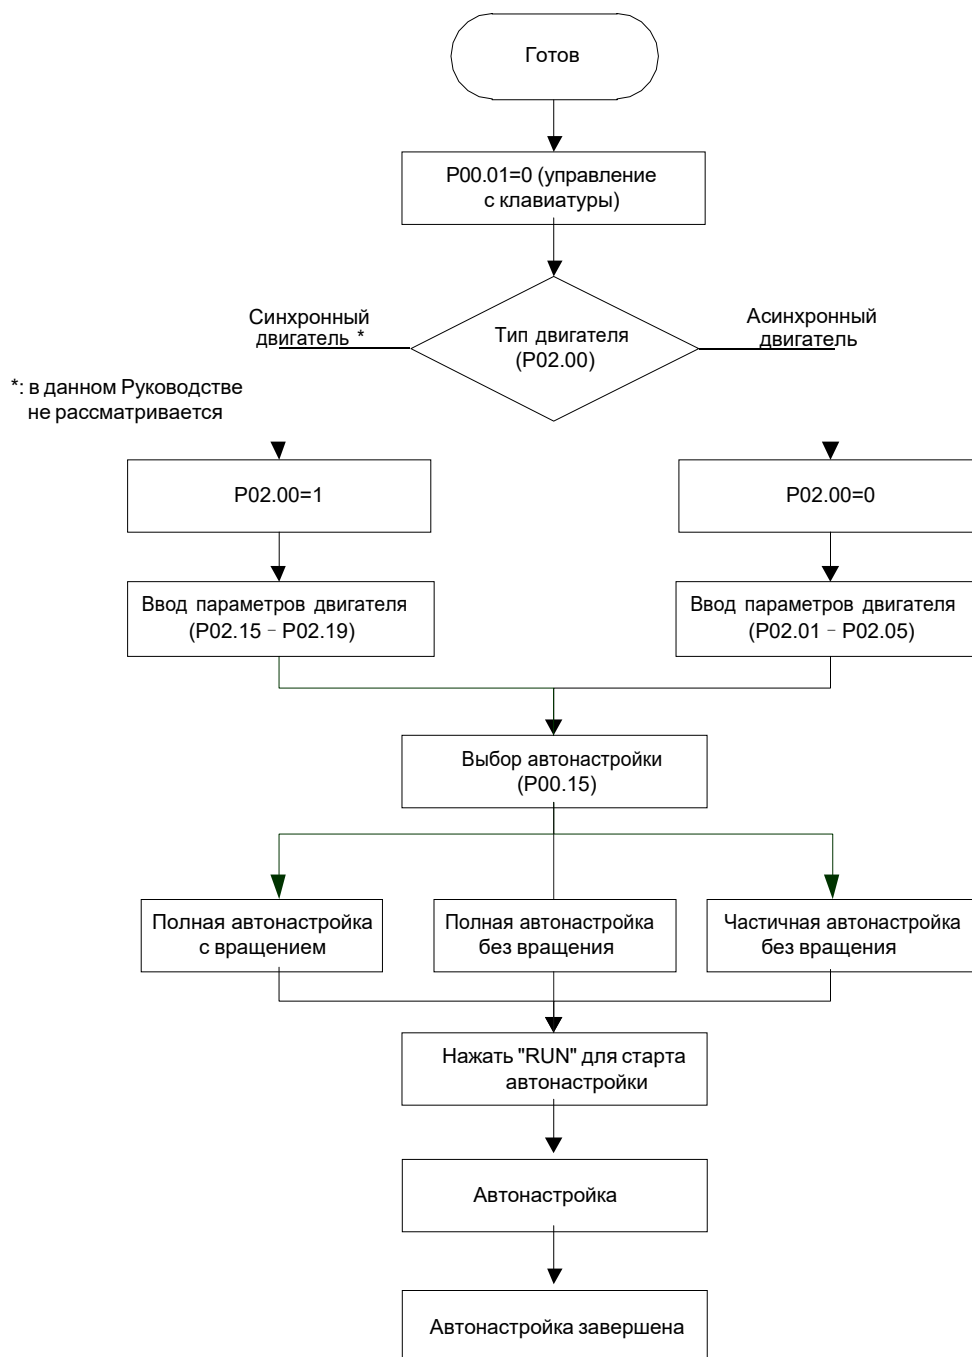 Готов
P00.01=0 (управление
с клавиатуры)
Синхронный
двигатель *
Тип двигателя
(P02.00)
Асинхронный
двигатель
*: в данном Руководстве
не рассматривается
P02.00=1
P02.00=0
Ввод параметров двигателя
(P02.15 – P02.19)
Ввод параметров двигателя
(P02.01 – P02.05)
Выбор автонастройки
(P00.15)
Полная автонастройка
с вращением
Полная автонастройка
без вращения
Частичная автонастройка
без вращения
Нажать "RUN" для старта
автонастройки
Автонастройка
Автонастройка завершена